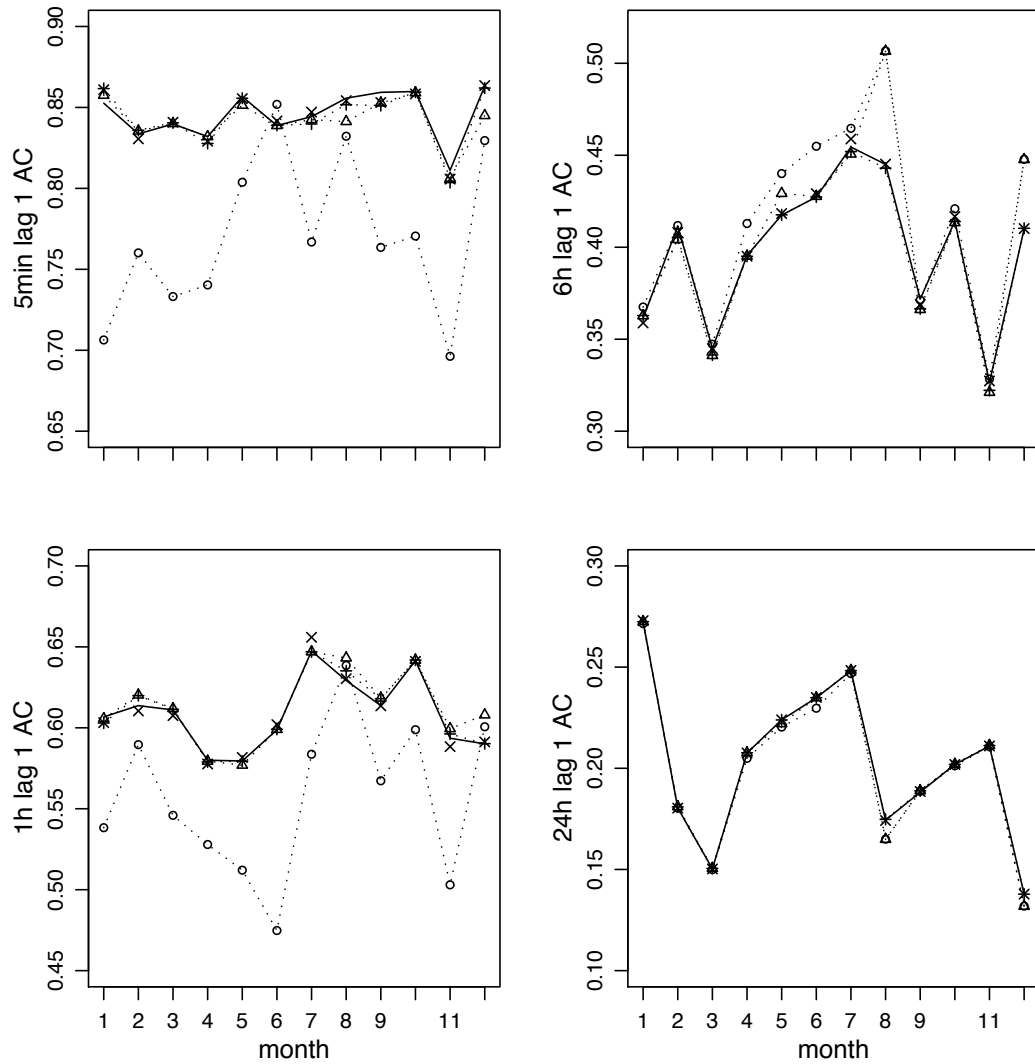 5min lag 1 AC
0.65 0.70 0.75 0.80 0.85 0.90
6h lag 1 AC
0.30 0.35 0.40 0.45 0.50
1h lag 1 AC
0.45 0.50 0.55 0.60 0.65 0.70
1 2 3 4 5 6 7 8 9 11
month
24h lag 1 AC
0.10 0.15 0.20 0.25 0.30
1 2 3 4 5 6 7 8 9 11
month